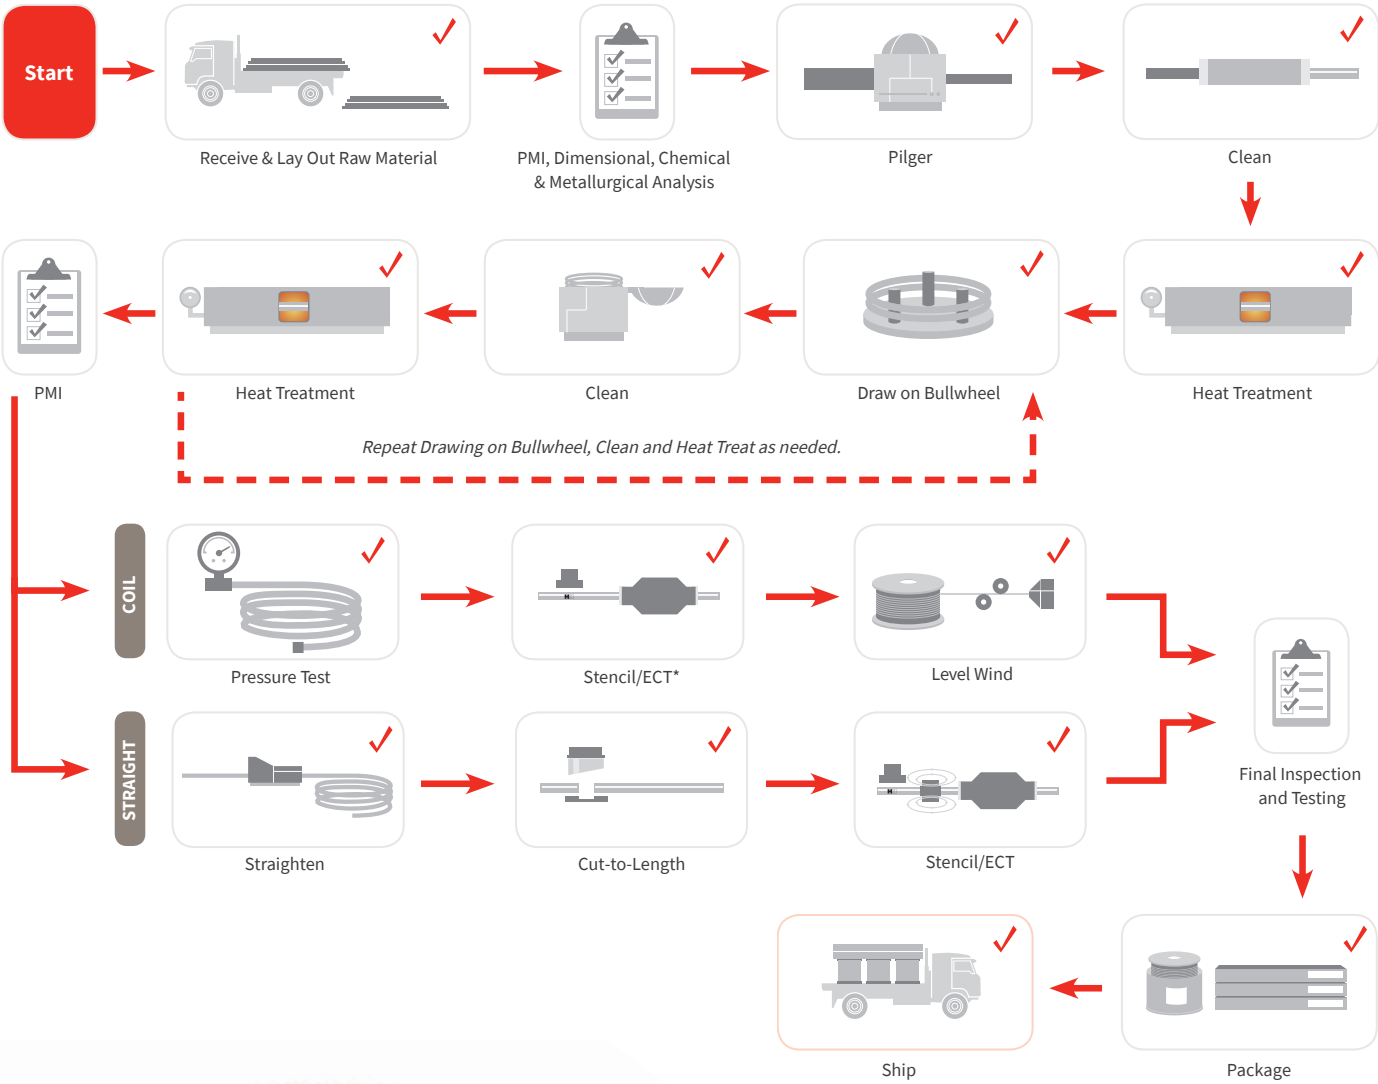 Start
Receive & Lay Out Raw Material
PMI, Dimensional, Chemical
& Metallurgical Analysis
Pilger
Clean
PMI
Heat Treatment
Clean
Draw on Bullwheel
Heat Treatment
Repeat Drawing on Bullwheel, Clean and Heat Treat as needed.
COIL
Pressure Test
H
Stencil/ECT*
Level Wind
STRAIGHT
Straighten
Cut-to-Length
H
Stencil/ECT
Final Inspection
and Testing
Ship
Package